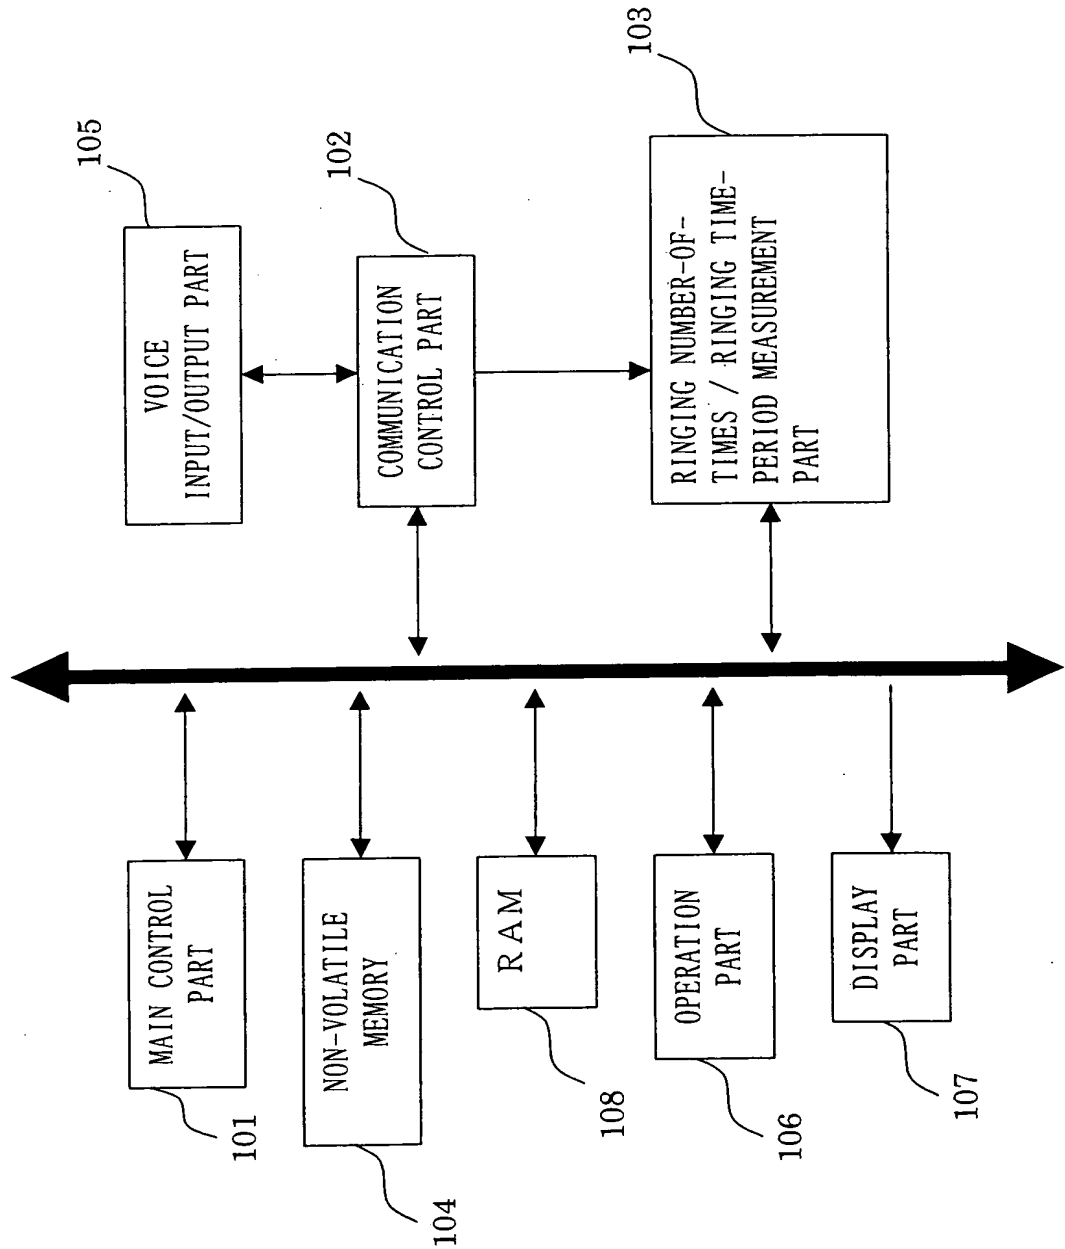 105
VOICE
INPUT/OUTPUT PART
102
COMMUNICATION
CONTROL PART
103
RINGING NUMBER-OF-
TIMES / RINGING TIME-
PERIOD MEASUREMENT
PART
MAIN CONTROL
PART
101
NON-VOLATILE
MEMORY
104
RAM
108
OPERATION
PART
106
DISPLAY
PART
107